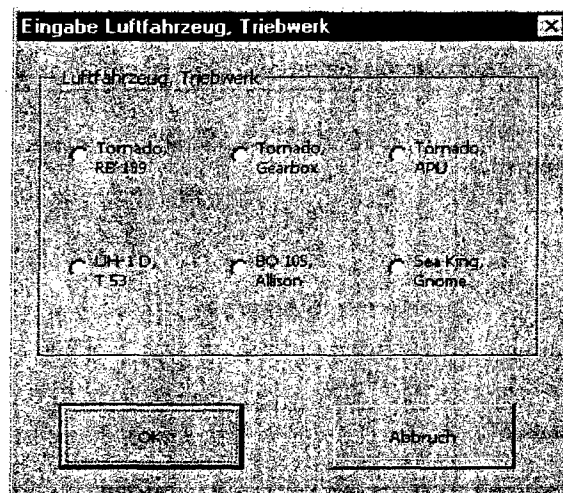 Eingabe Luftfahrzeug, Triebwerk
Luftfahrzeug, Triebwerk
Tornado,
RB 199
Tornado,
Gearbox
Tornado,
APU
UH-1 D,
T 53
BO 105,
Allison
Sea King,
Gnome
OK
Abbruch